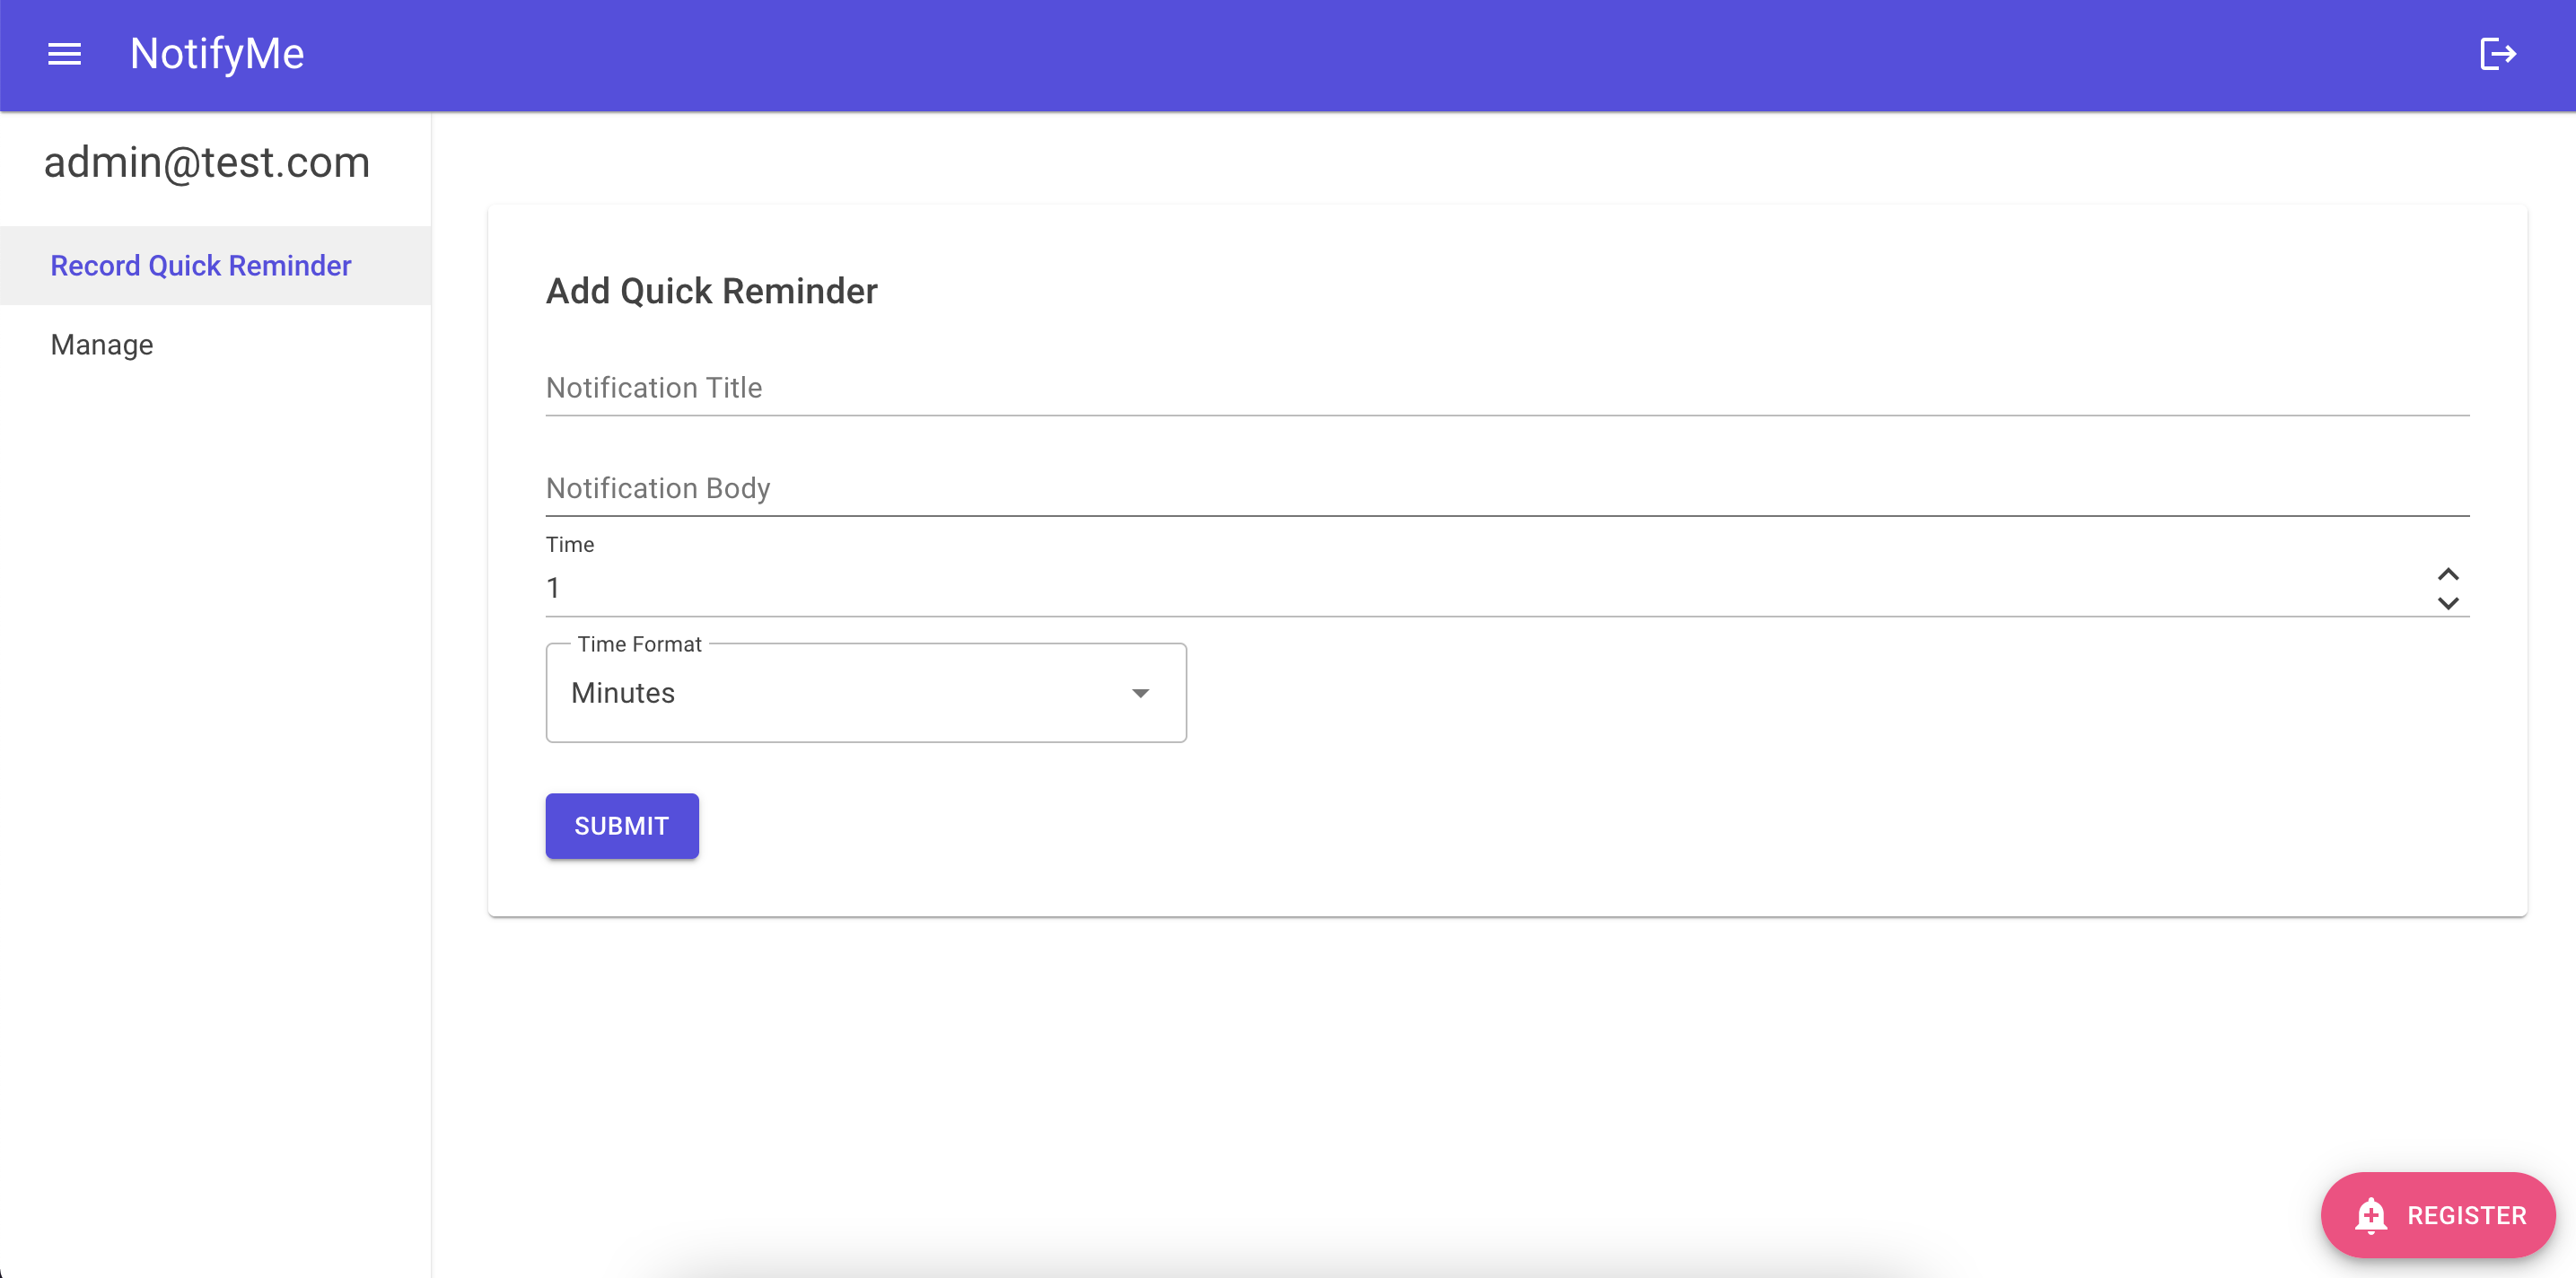 NotifyMe
admin@test.com
Record Quick Reminder
Manage
Add Quick Reminder
Notification Title
Notification Body
Time
1
Time Format
Minutes
SUBMIT
REGISTER